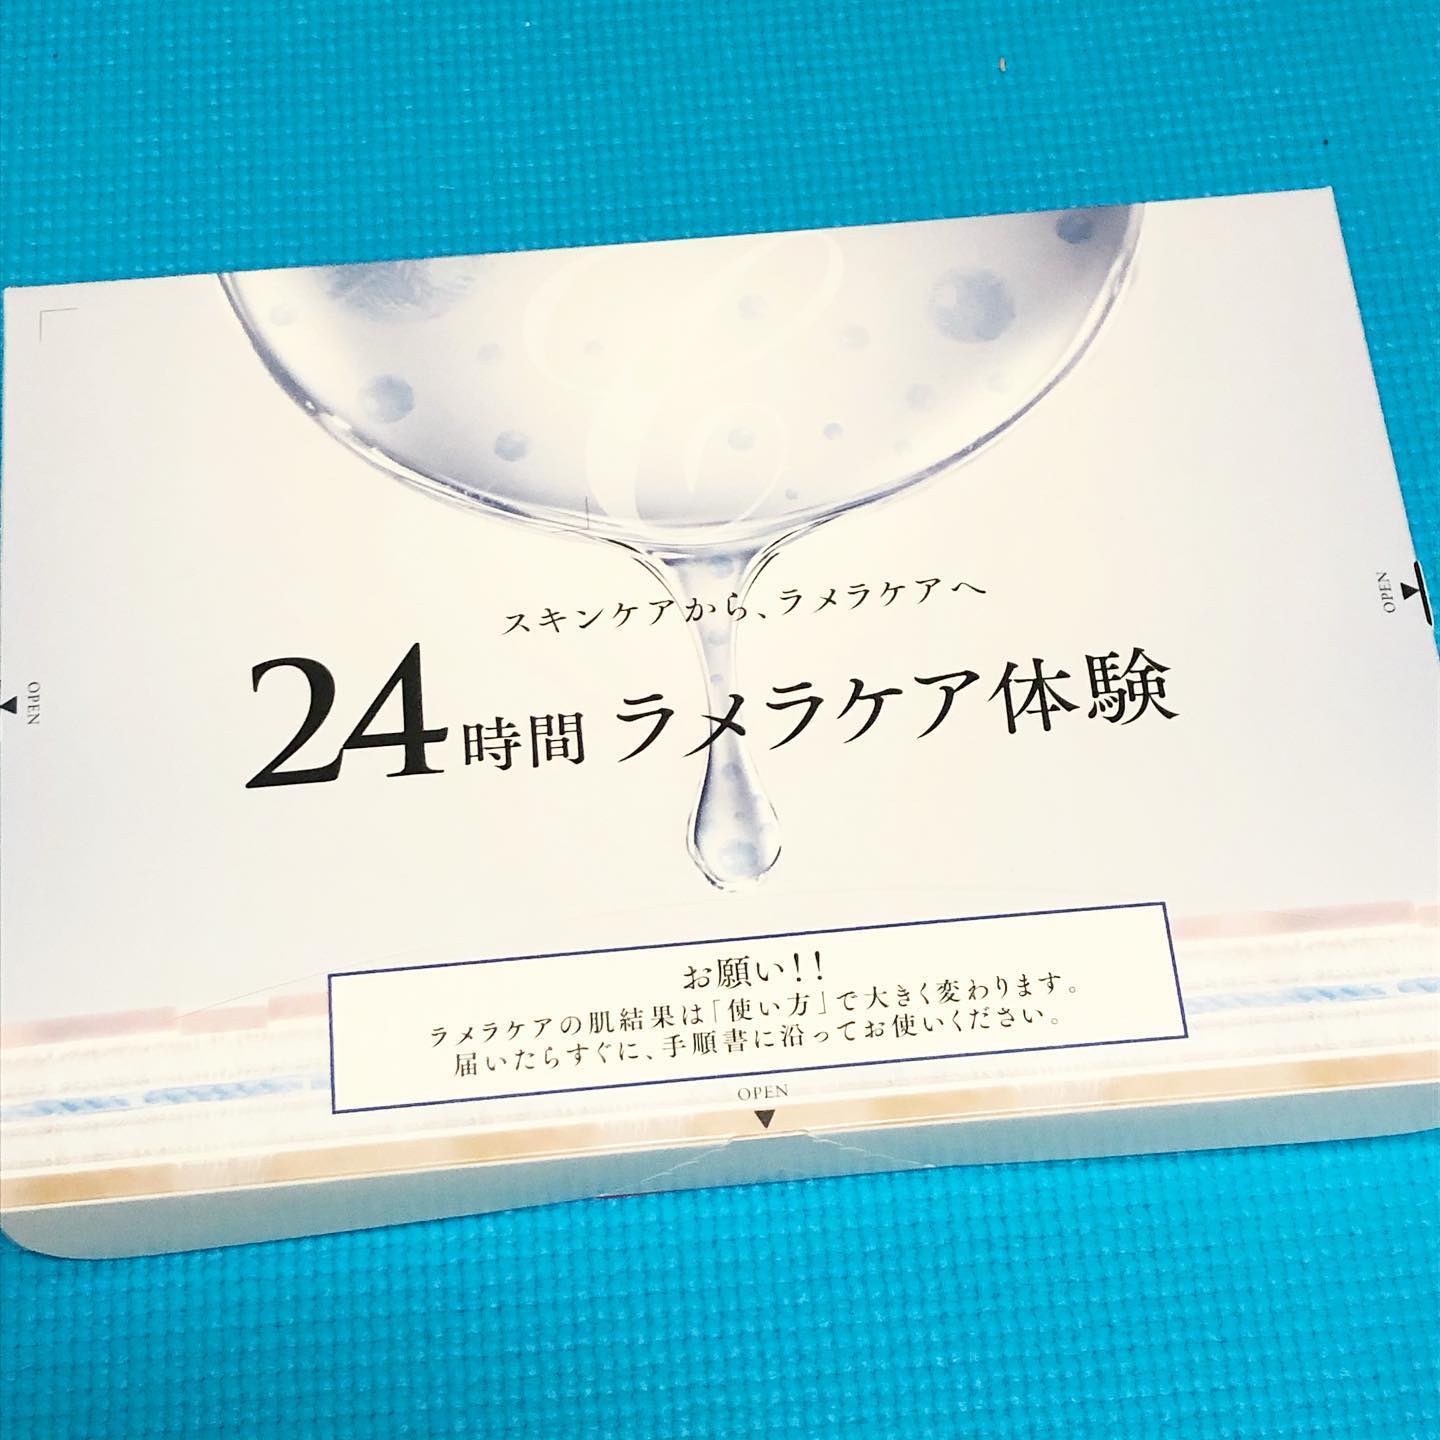 スキンケアから、ラメラケアへ
24時間 ラメラケア体験
OPEN
OPEN
お願い!!
ラメラケアの肌結果は「使い方」で大きく変わります。
届いたらすぐに、手順書に沿ってお使いください。
OPEN